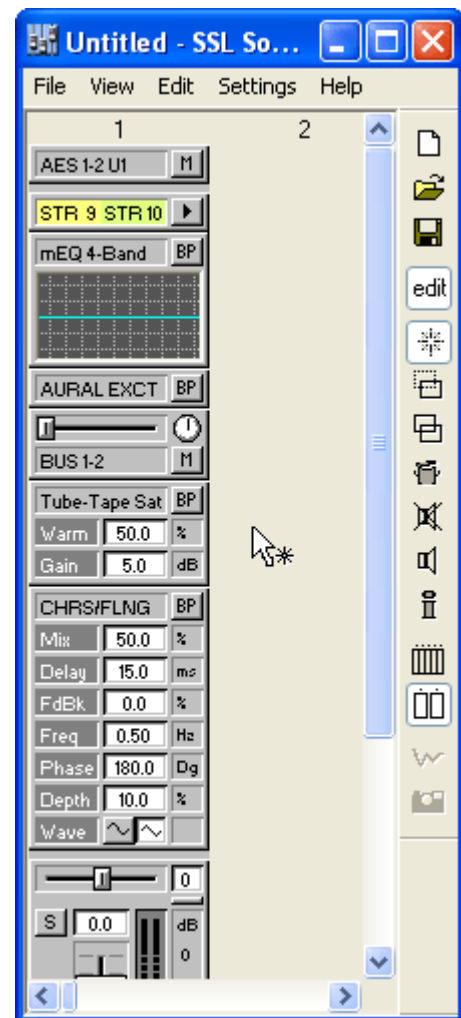 Untitled - SSL So...
File View Edit Settings Help
1 2
AES 1-2 U1 M
STR 9 STR 10
mEQ 4-Band BP
edit
AURAL EXCT BP
BUS 1-2 M
Tube-Tape Sat BP
Warm 50.0 %
Gain 5.0 dB
CHRS/FLNG BP
Mix 50.0 %
Delay 15.0 ms
FdBk 0.0 %
Freq 0.50 Hz
Phase 180.0 Dg
Depth 10.0 %
Wave
0
S 0.0 dB
0